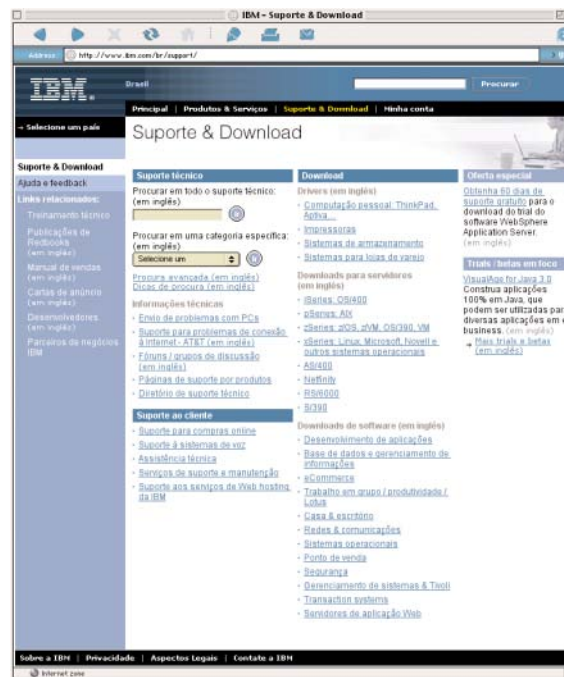 IBM - Suporte & Download
Address: http://www.ibm.com/br/support/
IBM.
Brasil
Procurar
Principal | Produtos & Serviços | Suporte & Download | Minha conta
→ Selecione um país
Suporte & Download
Suporte & Download
Ajuda e feedback
Links relacionados:
Treinamento técnico
Publicações de
Redbooks
(em inglês)
Manual de vendas
(em inglês)
Cartas de anúncio
(em inglês)
Desenvolvedores
(em inglês)
Parceiros de negócios
IBM
Suporte técnico
Procurar em todo o suporte técnico:
(em inglês)
Procurar em uma categoria específica:
(em inglês)
Selecione um
Procura avançada (em inglês)
Dicas de procura (em inglês)
Informações técnicas
· Envio de problemas com PCs
· Suporte para problemas de conexão
à Internet - AT&T (em inglês)
· Fóruns / grupos de discussão
(em inglês)
· Páginas de suporte por produtos
· Diretório de suporte técnico
Suporte ao cliente
· Suporte para compras online
· Suporte à sistemas de voz
· Assistência técnica
· Serviços de suporte e manutenção
· Suporte aos serviços de Web hosting
da IBM
Download
Drivers (em inglês)
· Computação pessoal: ThinkPad,
Aptiva...
· Impressoras
· Sistemas de armazenamento
· Sistemas para lojas de varejo
Downloads para servidores
(em inglês)
· iSeries: OS/400
· pSeries: AIX
· zSeries: z/OS, z/VM, OS/390, VM
· xSeries: Linux, Microsoft, Novell e
outros sistemas operacionais
· AS/400
· Netfinity
· RS/6000
· S/390
Downloads de software (em inglês)
· Desenvolvimento de aplicações
· Base de dados e gerenciamento de
informações
· eCommerce
· Trabalho em grupo / produtividade /
Lotus
· Casa & escritório
· Redes & comunicações
· Sistemas operacionais
· Ponto de venda
· Segurança
· Gerenciamento de sistemas & Tivoli
· Transaction systems
· Servidores de aplicação Web
Oferta especial
Obtenha 60 dias de
suporte gratuito para o
download do trial do
software WebSphere
Application Server.
(em inglês)
Trials / betas em foco
VisualAge for Java 3.0
Construa aplicações
100% em Java, que
podem ser utilizadas par
diversas aplicações em e
business. (em inglês)
→ Mais trials e betas
(em inglês)
Sobre a IBM | Privacidade | Aspectos Legais | Contate a IBM
Internet zone